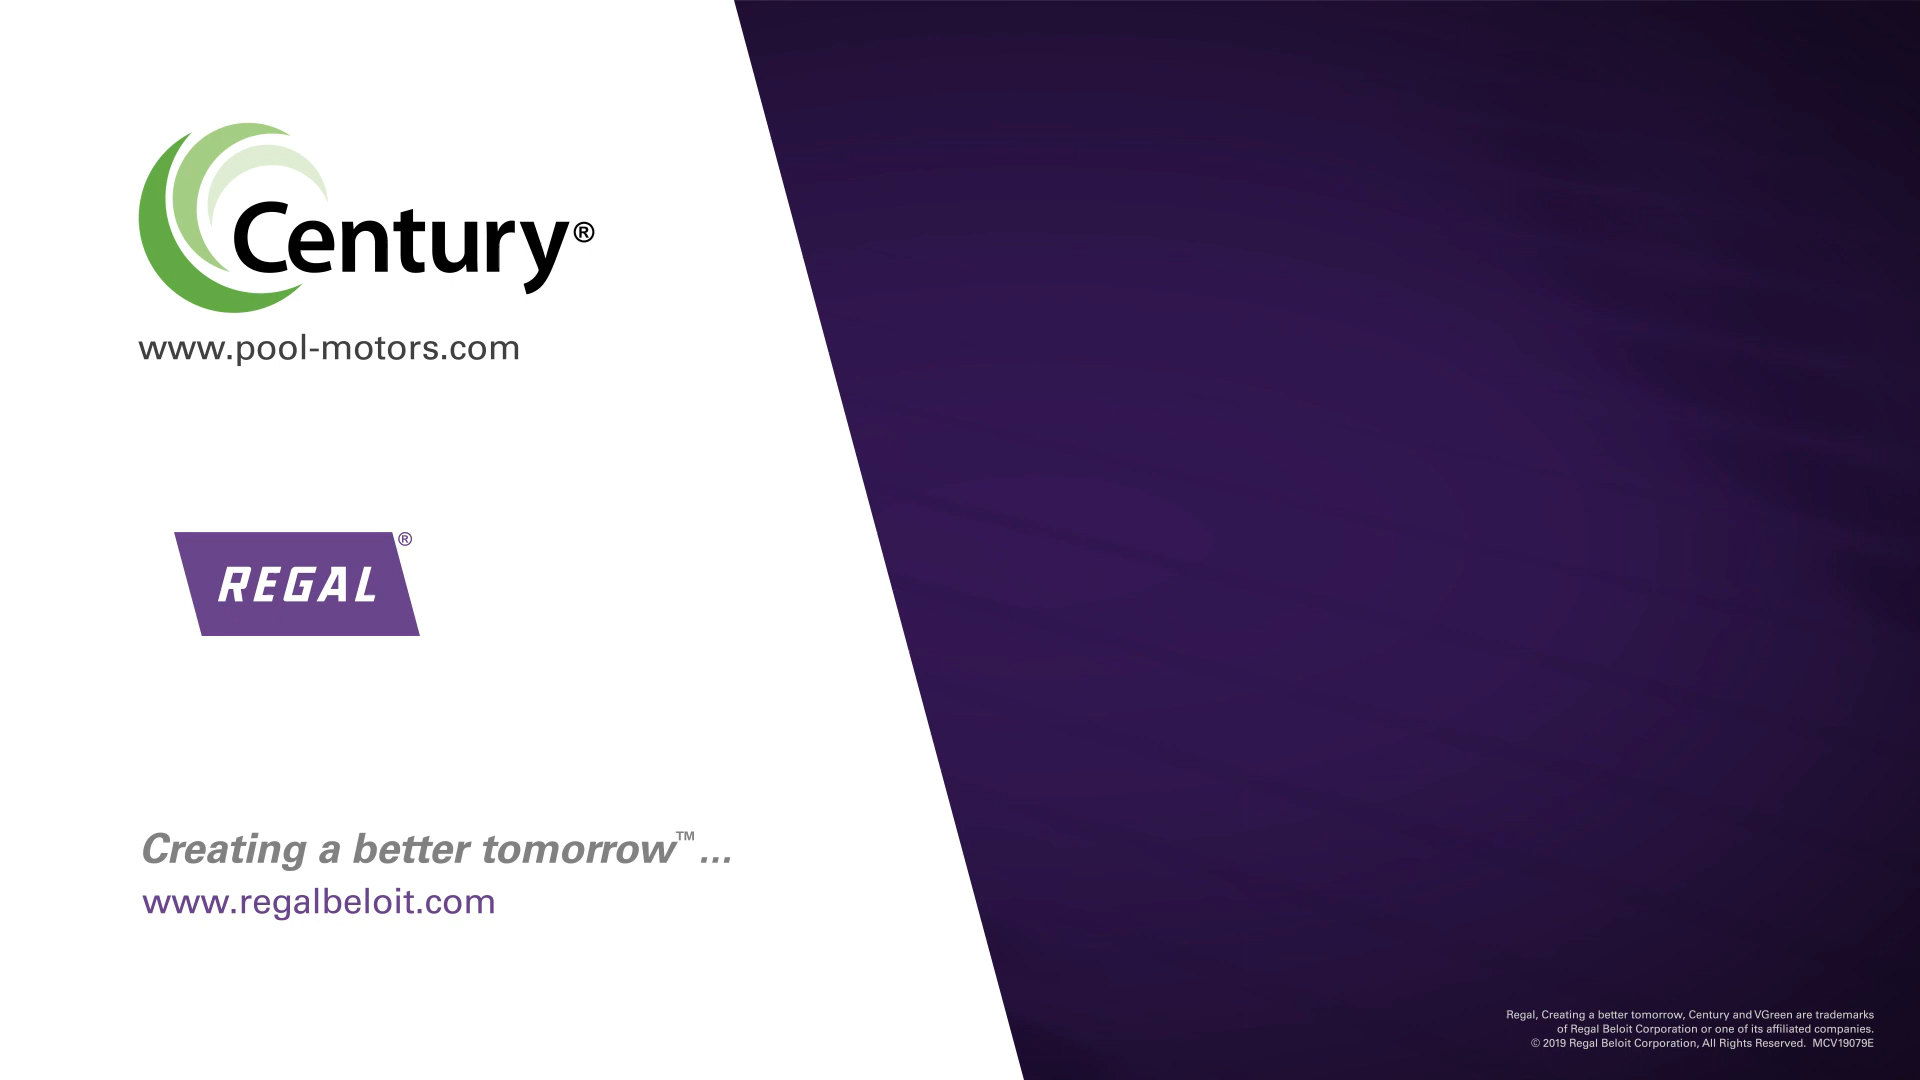 Century®
www.pool-motors.com
REGAL®
Creating a better tomorrow™...
www.regalbeloit.com
Regal, Creating a better tomorrow, Century and VGreen are trademarks
of Regal Beloit Corporation or one of its affiliated companies.
© 2019 Regal Beloit Corporation, All Rights Reserved. MCV19079E